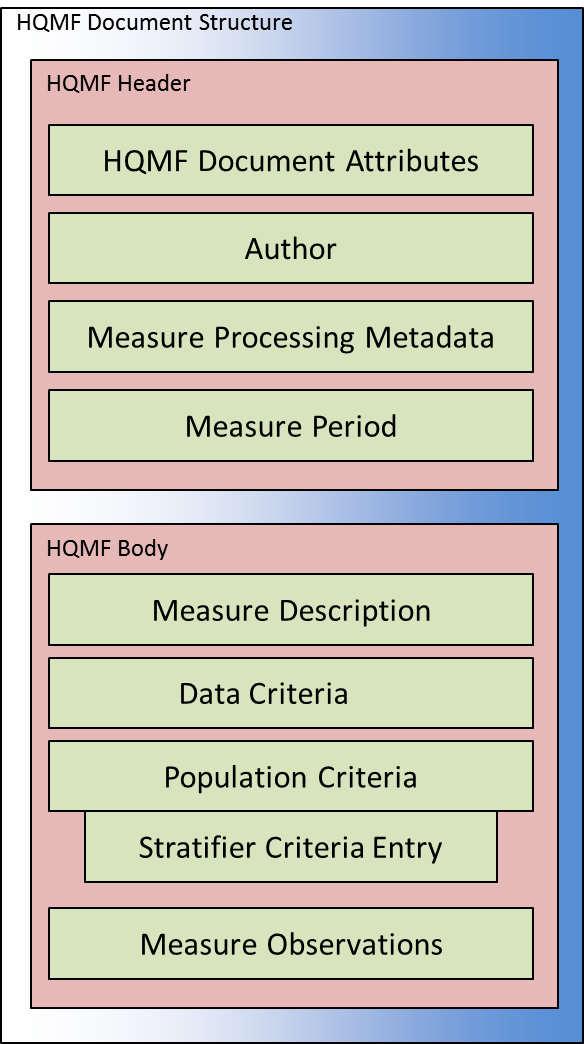 HQMF Document Structure
HQMF Header
HQMF Document Attributes
Author
Measure Processing Metadata
Measure Period
HQMF Body
Measure Description
Data Criteria
Population Criteria
Stratifier Criteria Entry
Measure Observations